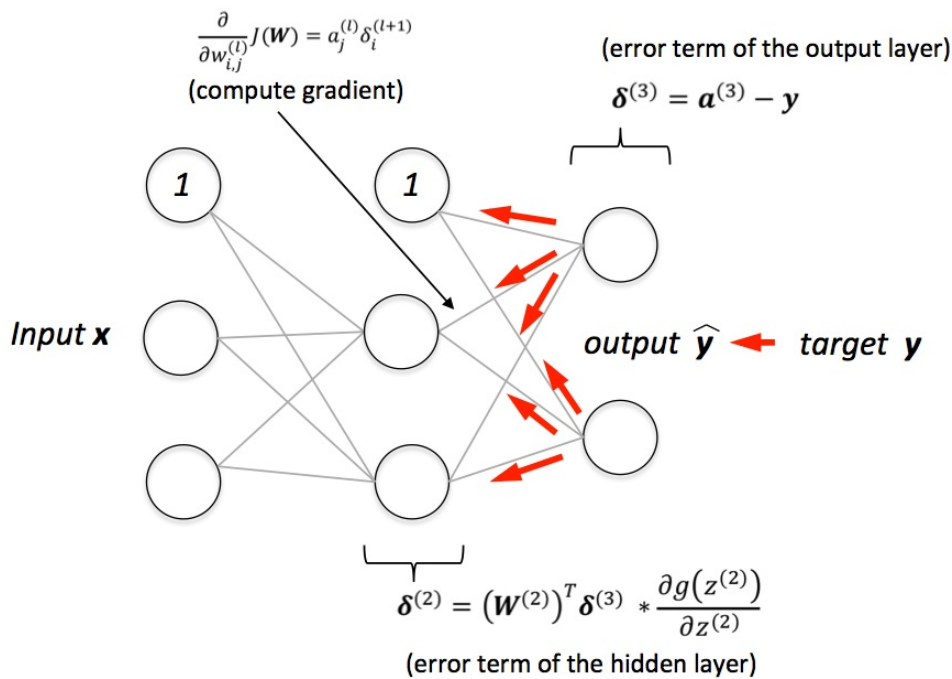 ∂/∂w_{i,j}^{(l)} J(W) = a_j^{(l)} δ_i^{(l+1)}
(compute gradient)
(error term of the output layer)
δ^{(3)} = a^{(3)} − y
1
1
Input x
output ŷ
target y
δ^{(2)} = (W^{(2)})^T δ^{(3)} * ∂g(z^{(2)})/∂z^{(2)}
(error term of the hidden layer)